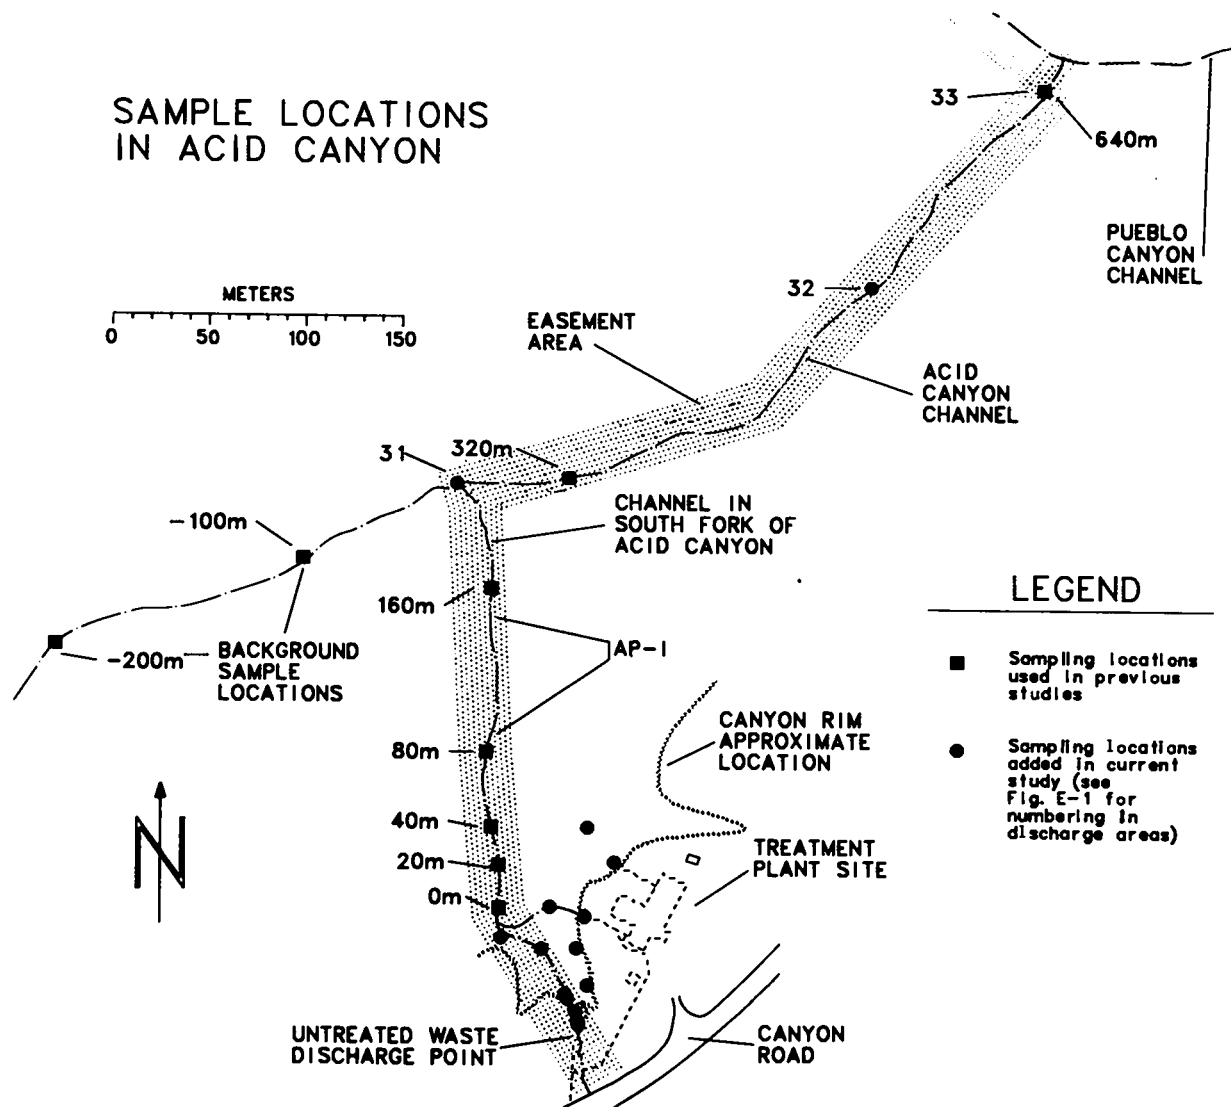 SAMPLE LOCATIONS
IN ACID CANYON
33
640m
PUEBLO
CANYON
CHANNEL
METERS
0 50 100 150
32
EASEMENT
AREA
ACID
CANYON
CHANNEL
31
320m
CHANNEL IN
SOUTH FORK OF
ACID CANYON
-100m
160m
-200m
BACKGROUND
SAMPLE
LOCATIONS
AP-1
LEGEND
Sampling locations
used in previous
studies
Sampling locations
added in current
study (see
Fig. E-1 for
numbering in
discharge areas)
CANYON RIM
APPROXIMATE
LOCATION
80m
40m
20m
0m
TREATMENT
PLANT SITE
N
UNTREATED WASTE
DISCHARGE POINT
CANYON
ROAD